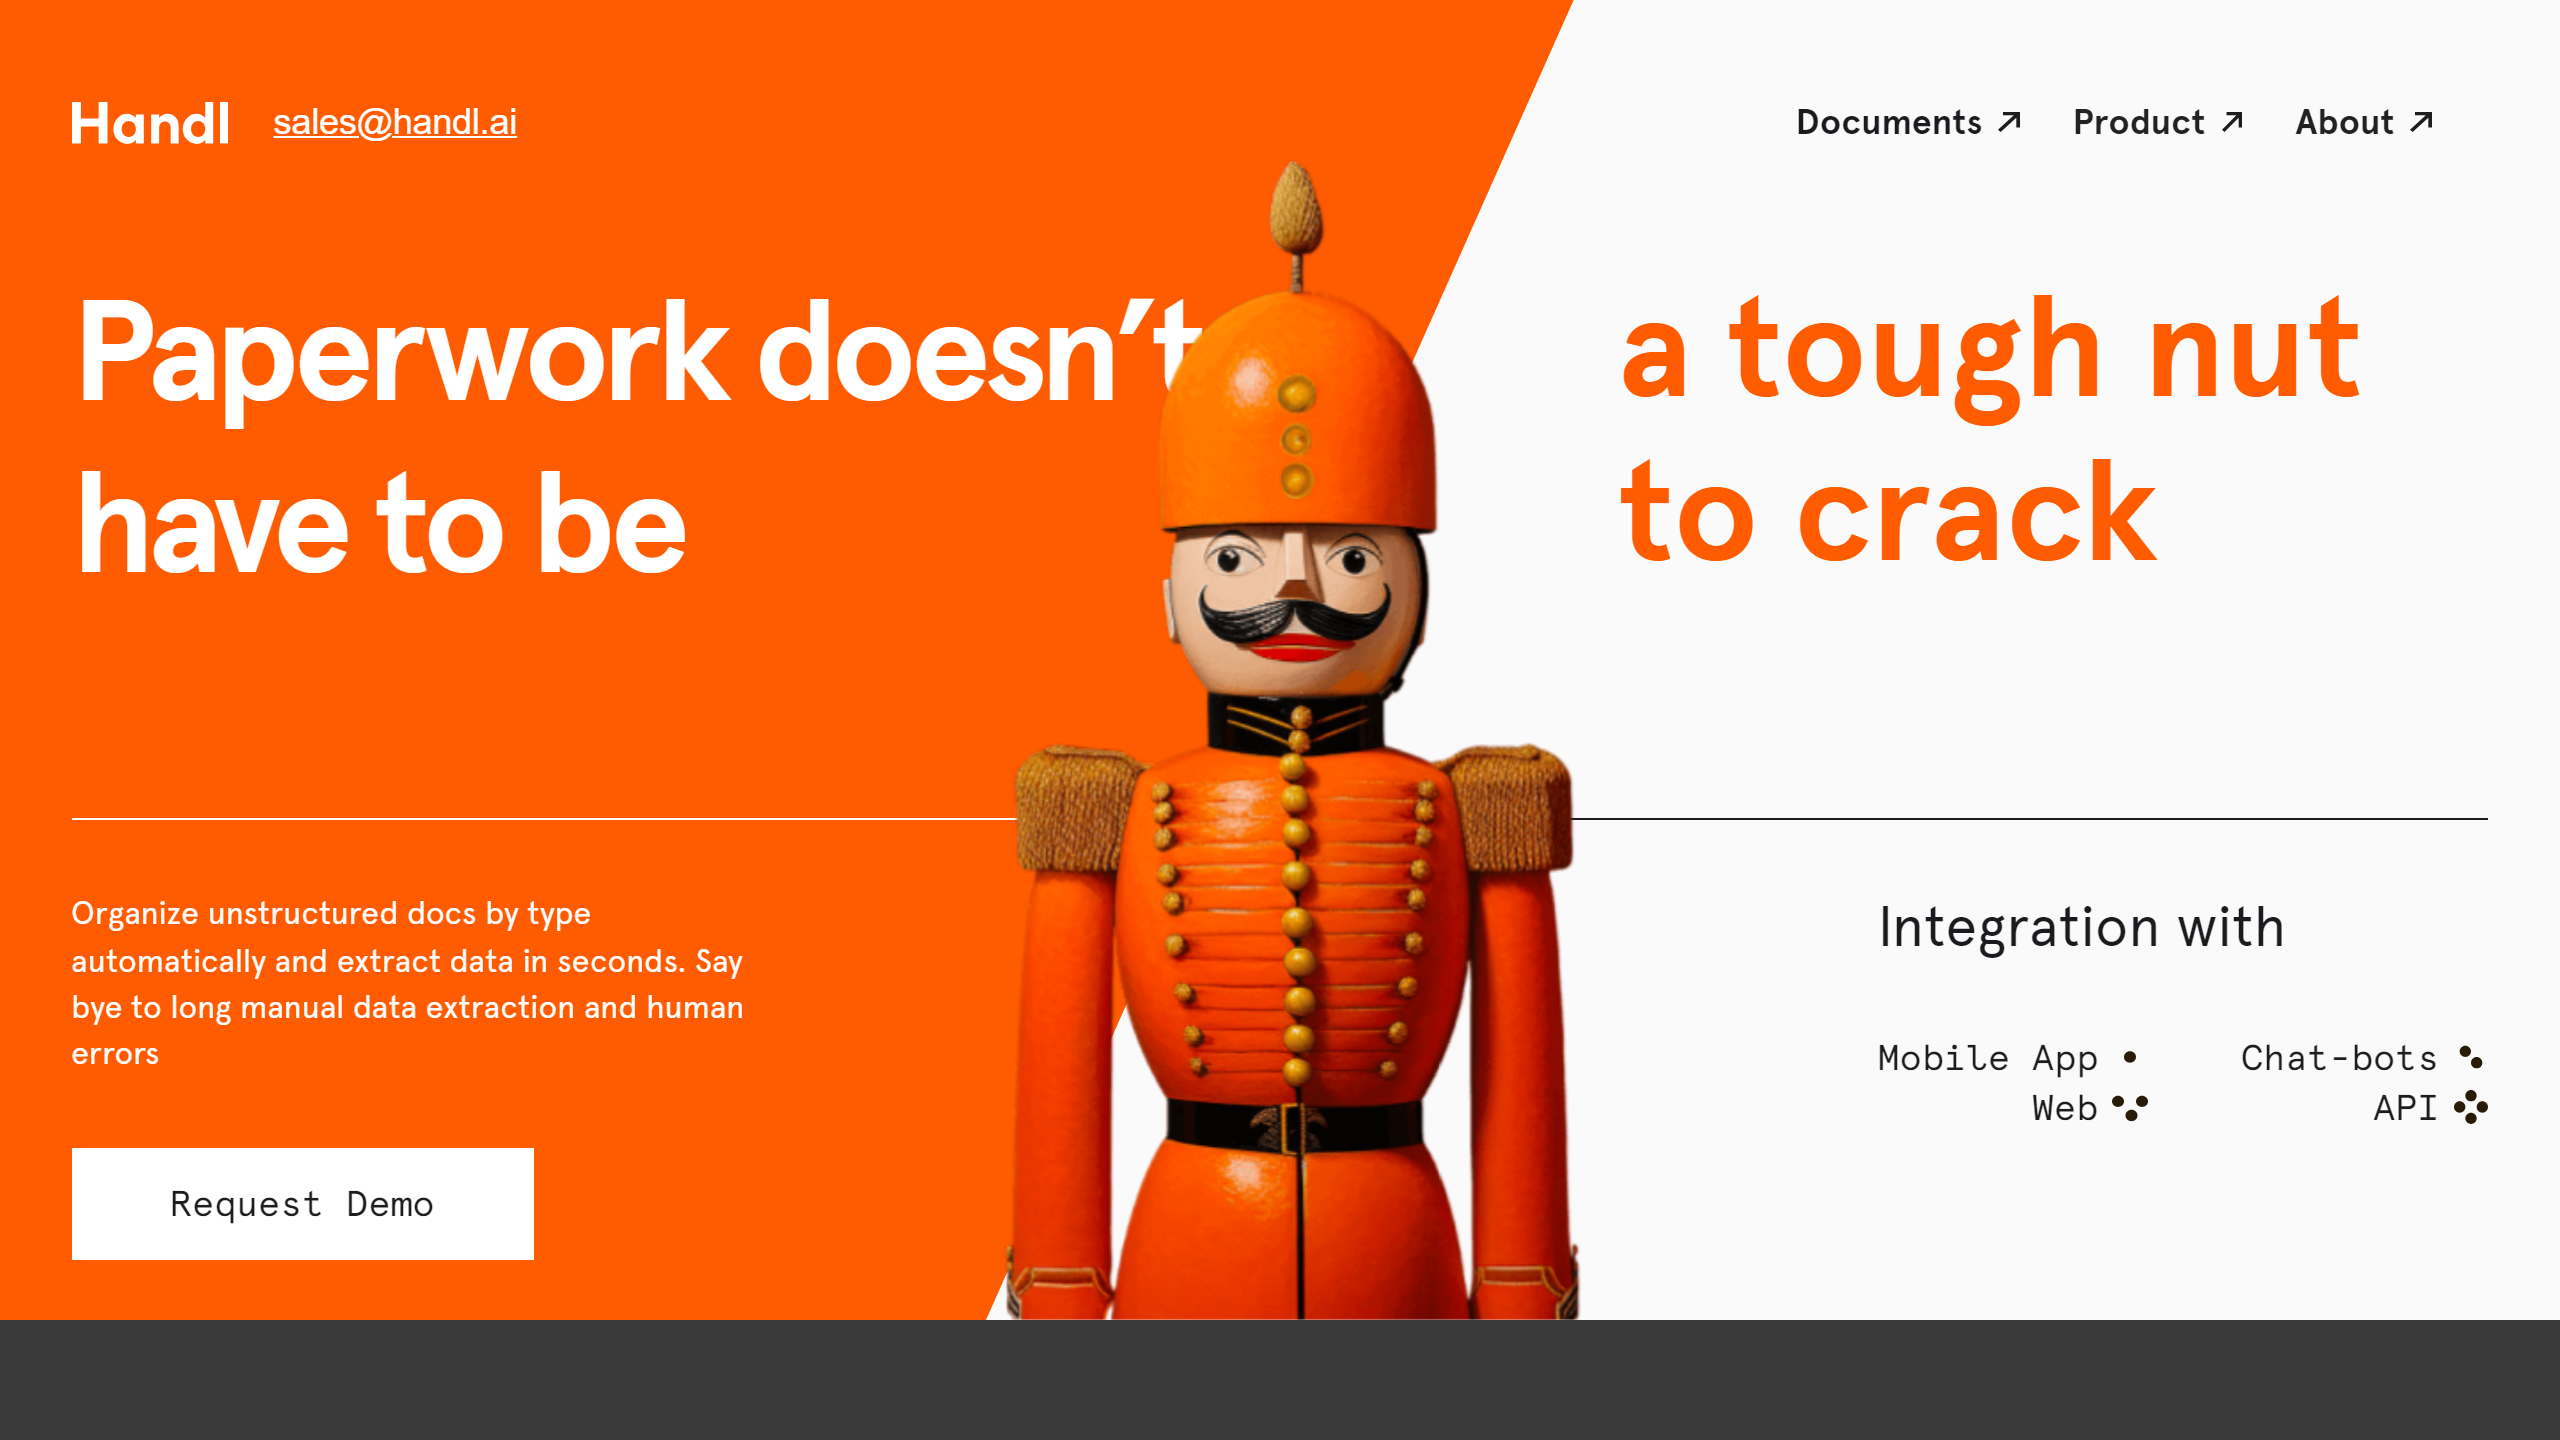 Handl
sales@handl.ai
Documents
Product
About
Paperwork doesn’t
have to be
a tough nut
to crack
Organize unstructured docs by type
automatically and extract data in seconds. Say
bye to long manual data extraction and human
errors
Request Demo
Integration with
Mobile App
Chat-bots
Web
API